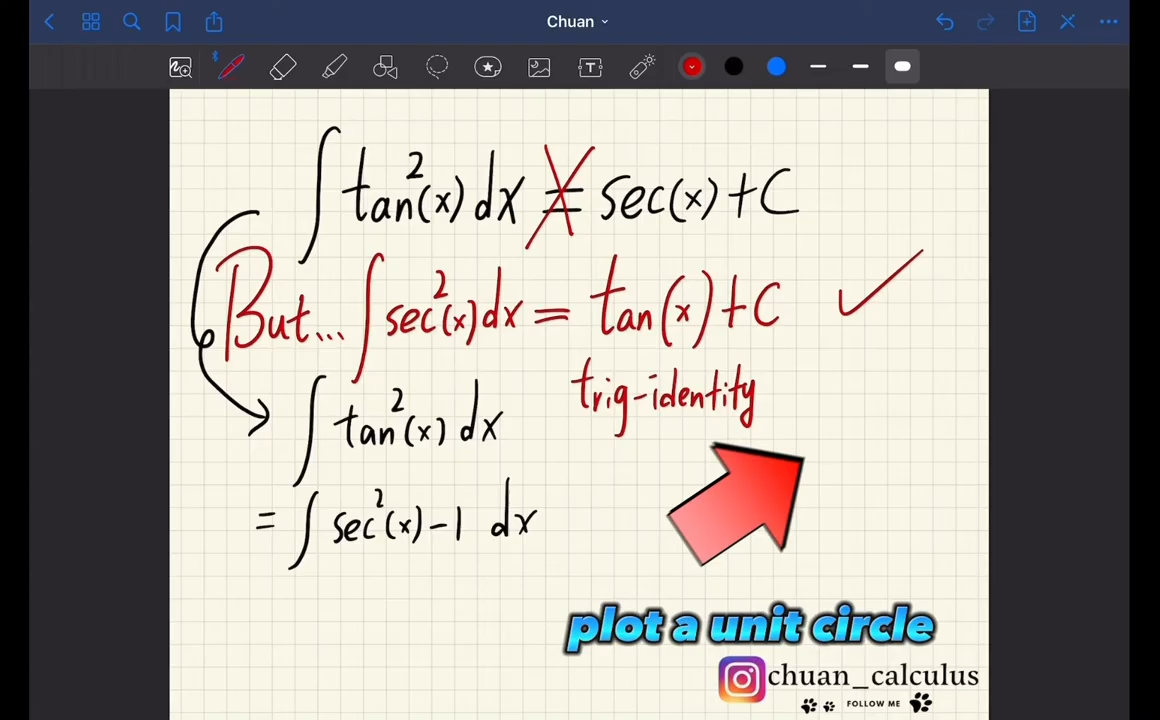 Chuan
∫tan²(x)dx = sec(x)+C
But... ∫sec²(x)dx = tan(x)+C ✓
trig-identity
∫tan²(x) dx
= ∫sec²(x)-1 dx
plot a unit circle
chuan_calculus
FOLLOW ME